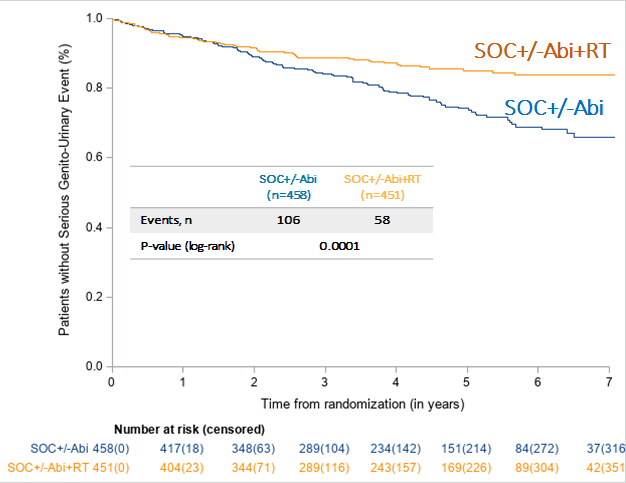 SOC+/-Abi+RT
SOC+/-Abi
Patients without Serious Genito-Urinary Event (%)
1.0
0.8
0.6
0.4
0.2
0.0
SOC+/-Abi SOC+/-Abi+RT
(n=458) (n=451)
Events, n 106 58
P-value (log-rank) 0.0001
0 1 2 3 4 5 6 7
Time from randomization (in years)
Number at risk (censored)
SOC+/-Abi 458(0) 417(18) 348(63) 289(104) 234(142) 151(214) 84(272) 37(316
SOC+/-Abi+RT 451(0) 404(23) 344(71) 289(116) 243(157) 169(226) 89(304) 42(351